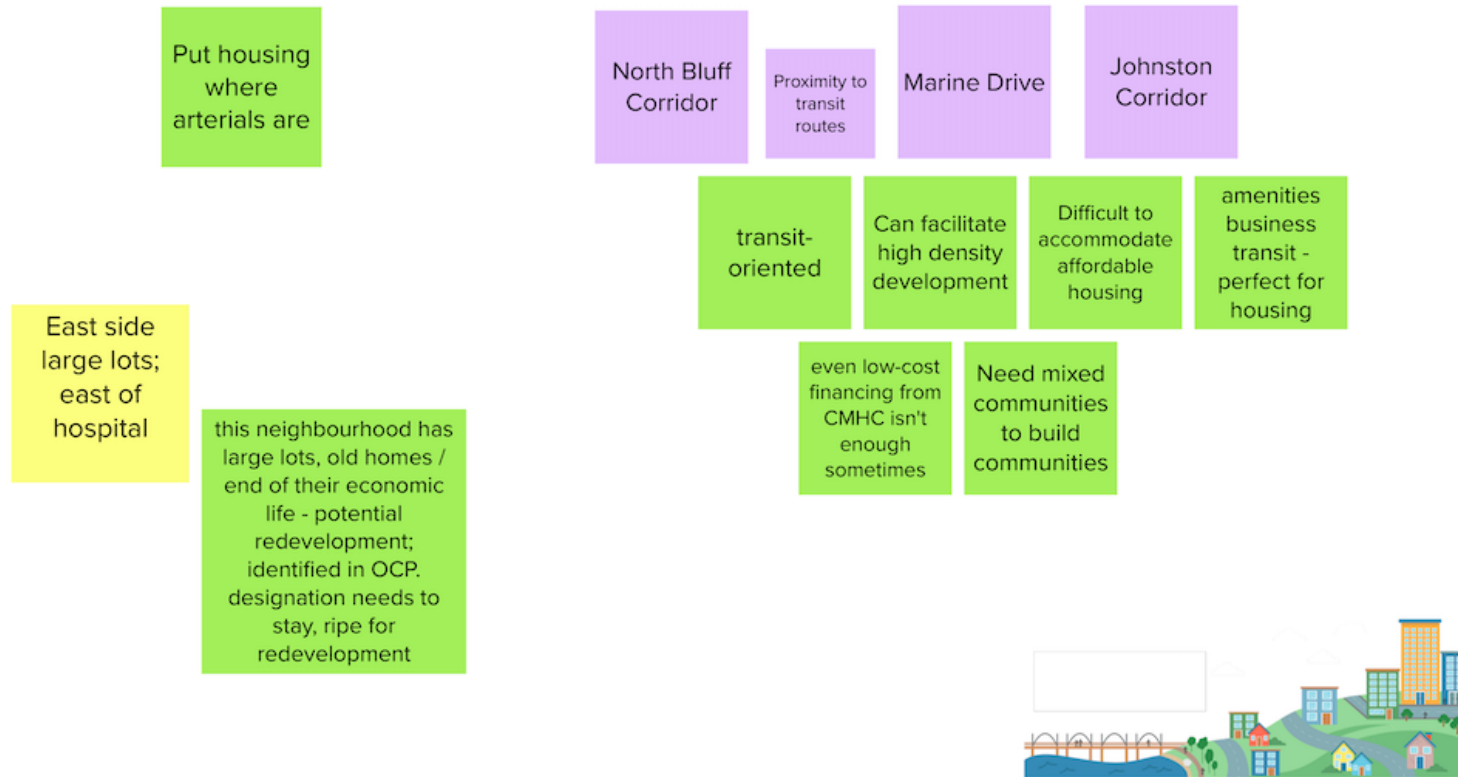 Put housing
where
arterials are
North Bluff
Corridor
Proximity to
transit
routes
Marine Drive
Johnston
Corridor
transit-
oriented
Can facilitate
high density
development
Difficult to
accommodate
affordable
housing
amenities
business
transit -
perfect for
housing
East side
large lots;
east of
hospital
this neighbourhood has
large lots, old homes /
end of their economic
life - potential
redevelopment;
identified in OCP.
designation needs to
stay, ripe for
redevelopment
even low-cost
financing from
CMHC isn't
enough
sometimes
Need mixed
communities
to build
communities